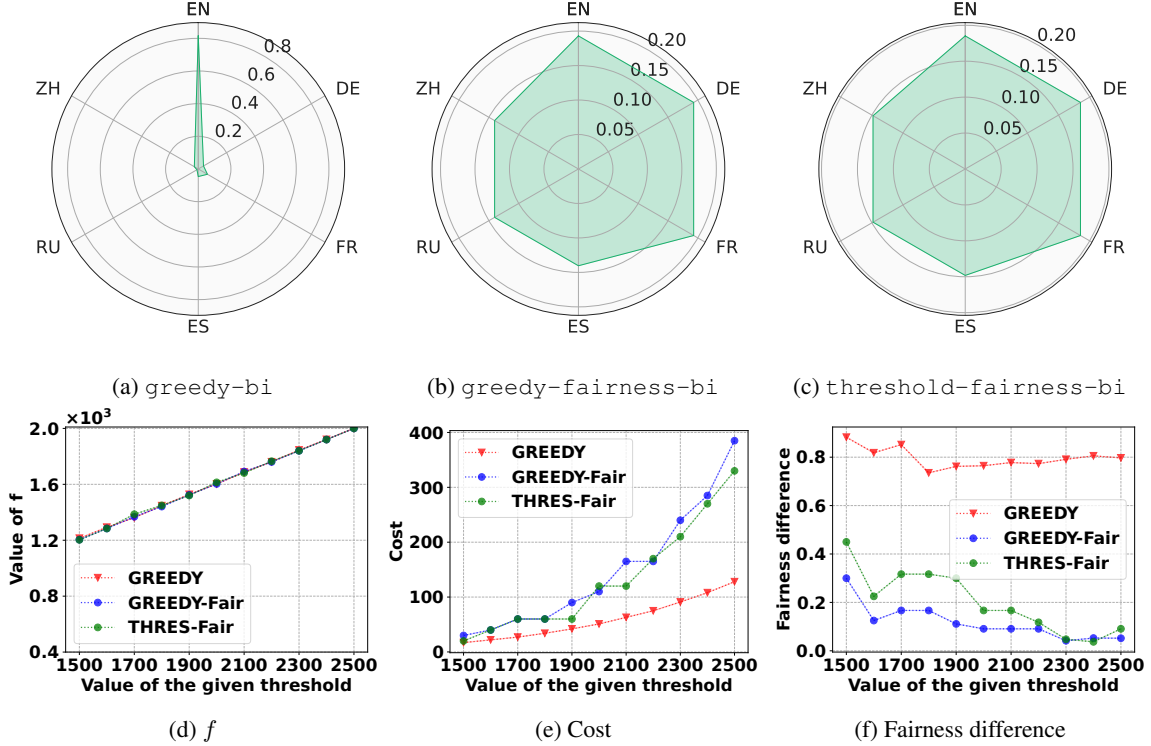 EN
DE
FR
ES
RU
ZH
0.2
0.4
0.6
0.8
(a) greedy-bi
EN
DE
FR
ES
RU
ZH
0.05
0.10
0.15
0.20
(b) greedy-fairness-bi
EN
DE
FR
ES
RU
ZH
0.05
0.10
0.15
0.20
(c) threshold-fairness-bi
×10³
2.0
1.6
1.2
0.8
0.4
Value of f
GREEDY
GREEDY-Fair
THRES-Fair
1500 1700 1900 2100 2300 2500
Value of the given threshold
(d) f
400
300
200
100
0
Cost
GREEDY
GREEDY-Fair
THRES-Fair
1500 1700 1900 2100 2300 2500
Value of the given threshold
(e) Cost
0.8
0.6
0.4
0.2
0.0
Fairness difference
GREEDY
GREEDY-Fair
THRES-Fair
1500 1700 1900 2100 2300 2500
Value of the given threshold
(f) Fairness difference